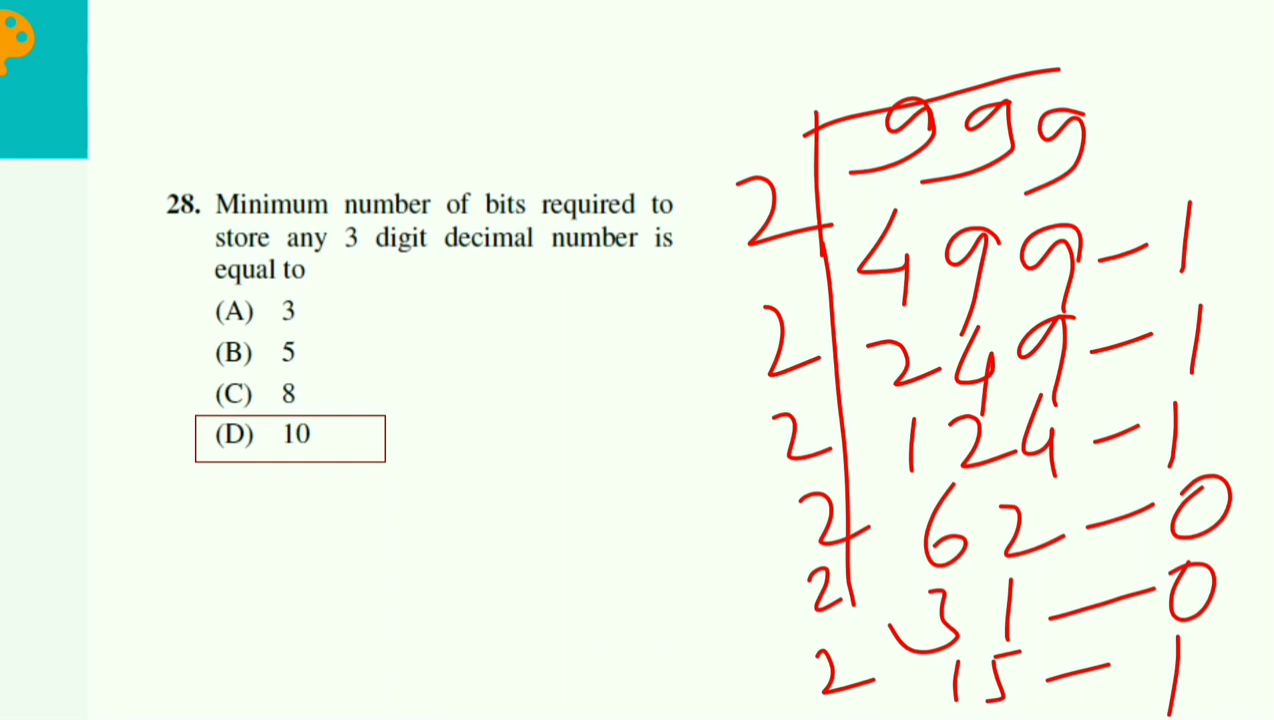 28. Minimum number of bits required to
store any 3 digit decimal number is
equal to
(A) 3
(B) 5
(C) 8
(D) 10
999
2 499 - 1
2 249 - 1
2 124 - 1
2 62 - 0
2 31 - 0
2 15 - 1